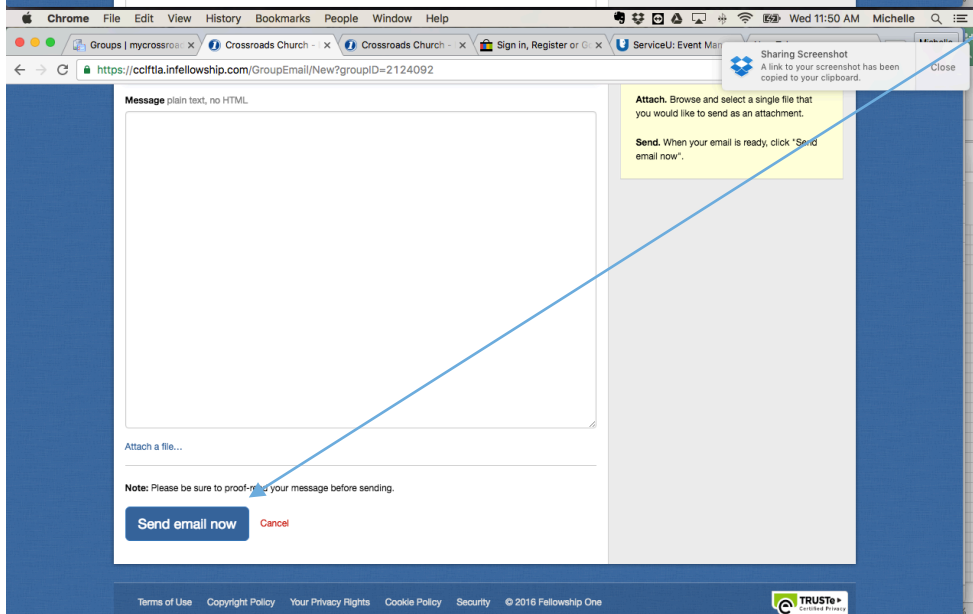 Chrome File Edit View History Bookmarks People Window Help Wed 11:50 AM Michelle
Groups | mycrossroa Crossroads Church - Crossroads Church - Sign in, Register or G ServiceU: Event Man
Sharing Screenshot
A link to your screenshot has been
copied to your clipboard.
Close
https://cclftla.infellowship.com/GroupEmail/New?groupID=2124092
Message plain text, no HTML
Attach. Browse and select a single file that
you would like to send as an attachment.
Send. When your email is ready, click "Send
email now".
Attach a file...
Note: Please be sure to proof-read your message before sending.
Send email now Cancel
Terms of Use Copyright Policy Your Privacy Rights Cookie Policy Security © 2016 Fellowship One
TRUSTe
Certified Privacy